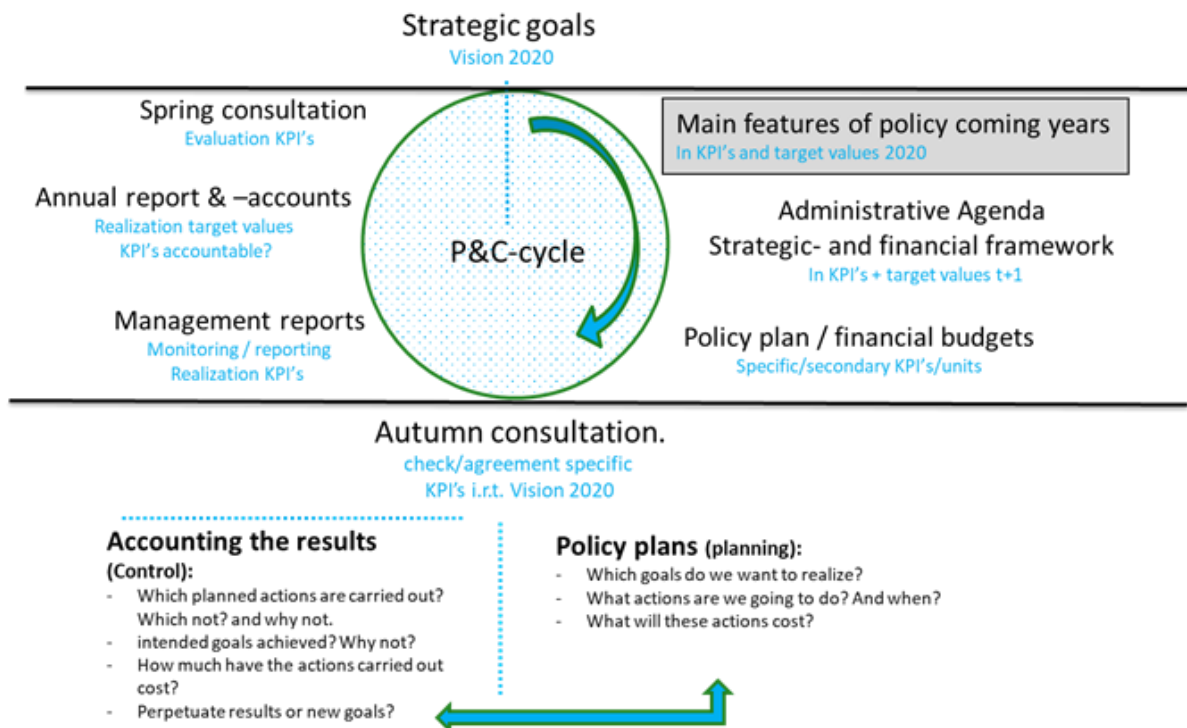 Strategic goals
Vision 2020
Spring consultation
Evaluation KPI's
Main features of policy coming years
In KPI's and target values 2020
Annual report & –accounts
Realization target values
KPI's accountable?
Administrative Agenda
Strategic- and financial framework
In KPI's + target values t+1
P&C-cycle
Management reports
Monitoring / reporting
Realization KPI's
Policy plan / financial budgets
Specific/secondary KPI's/units
Autumn consultation.
check/agreement specific
KPI's i.r.t. Vision 2020
Accounting the results
(Control):
- Which planned actions are carried out?
Which not? and why not.
- intended goals achieved? Why not?
- How much have the actions carried out
cost?
- Perpetuate results or new goals?
Policy plans (planning):
- Which goals do we want to realize?
- What actions are we going to do? And when?
- What will these actions cost?